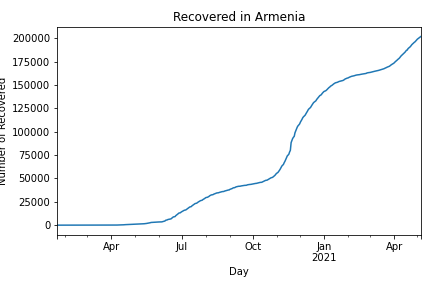 Recovered in Armenia
Number of Recovered
200000
175000
150000
125000
100000
75000
50000
25000
0
Apr
Jul
Oct
Jan
2021
Apr
Day